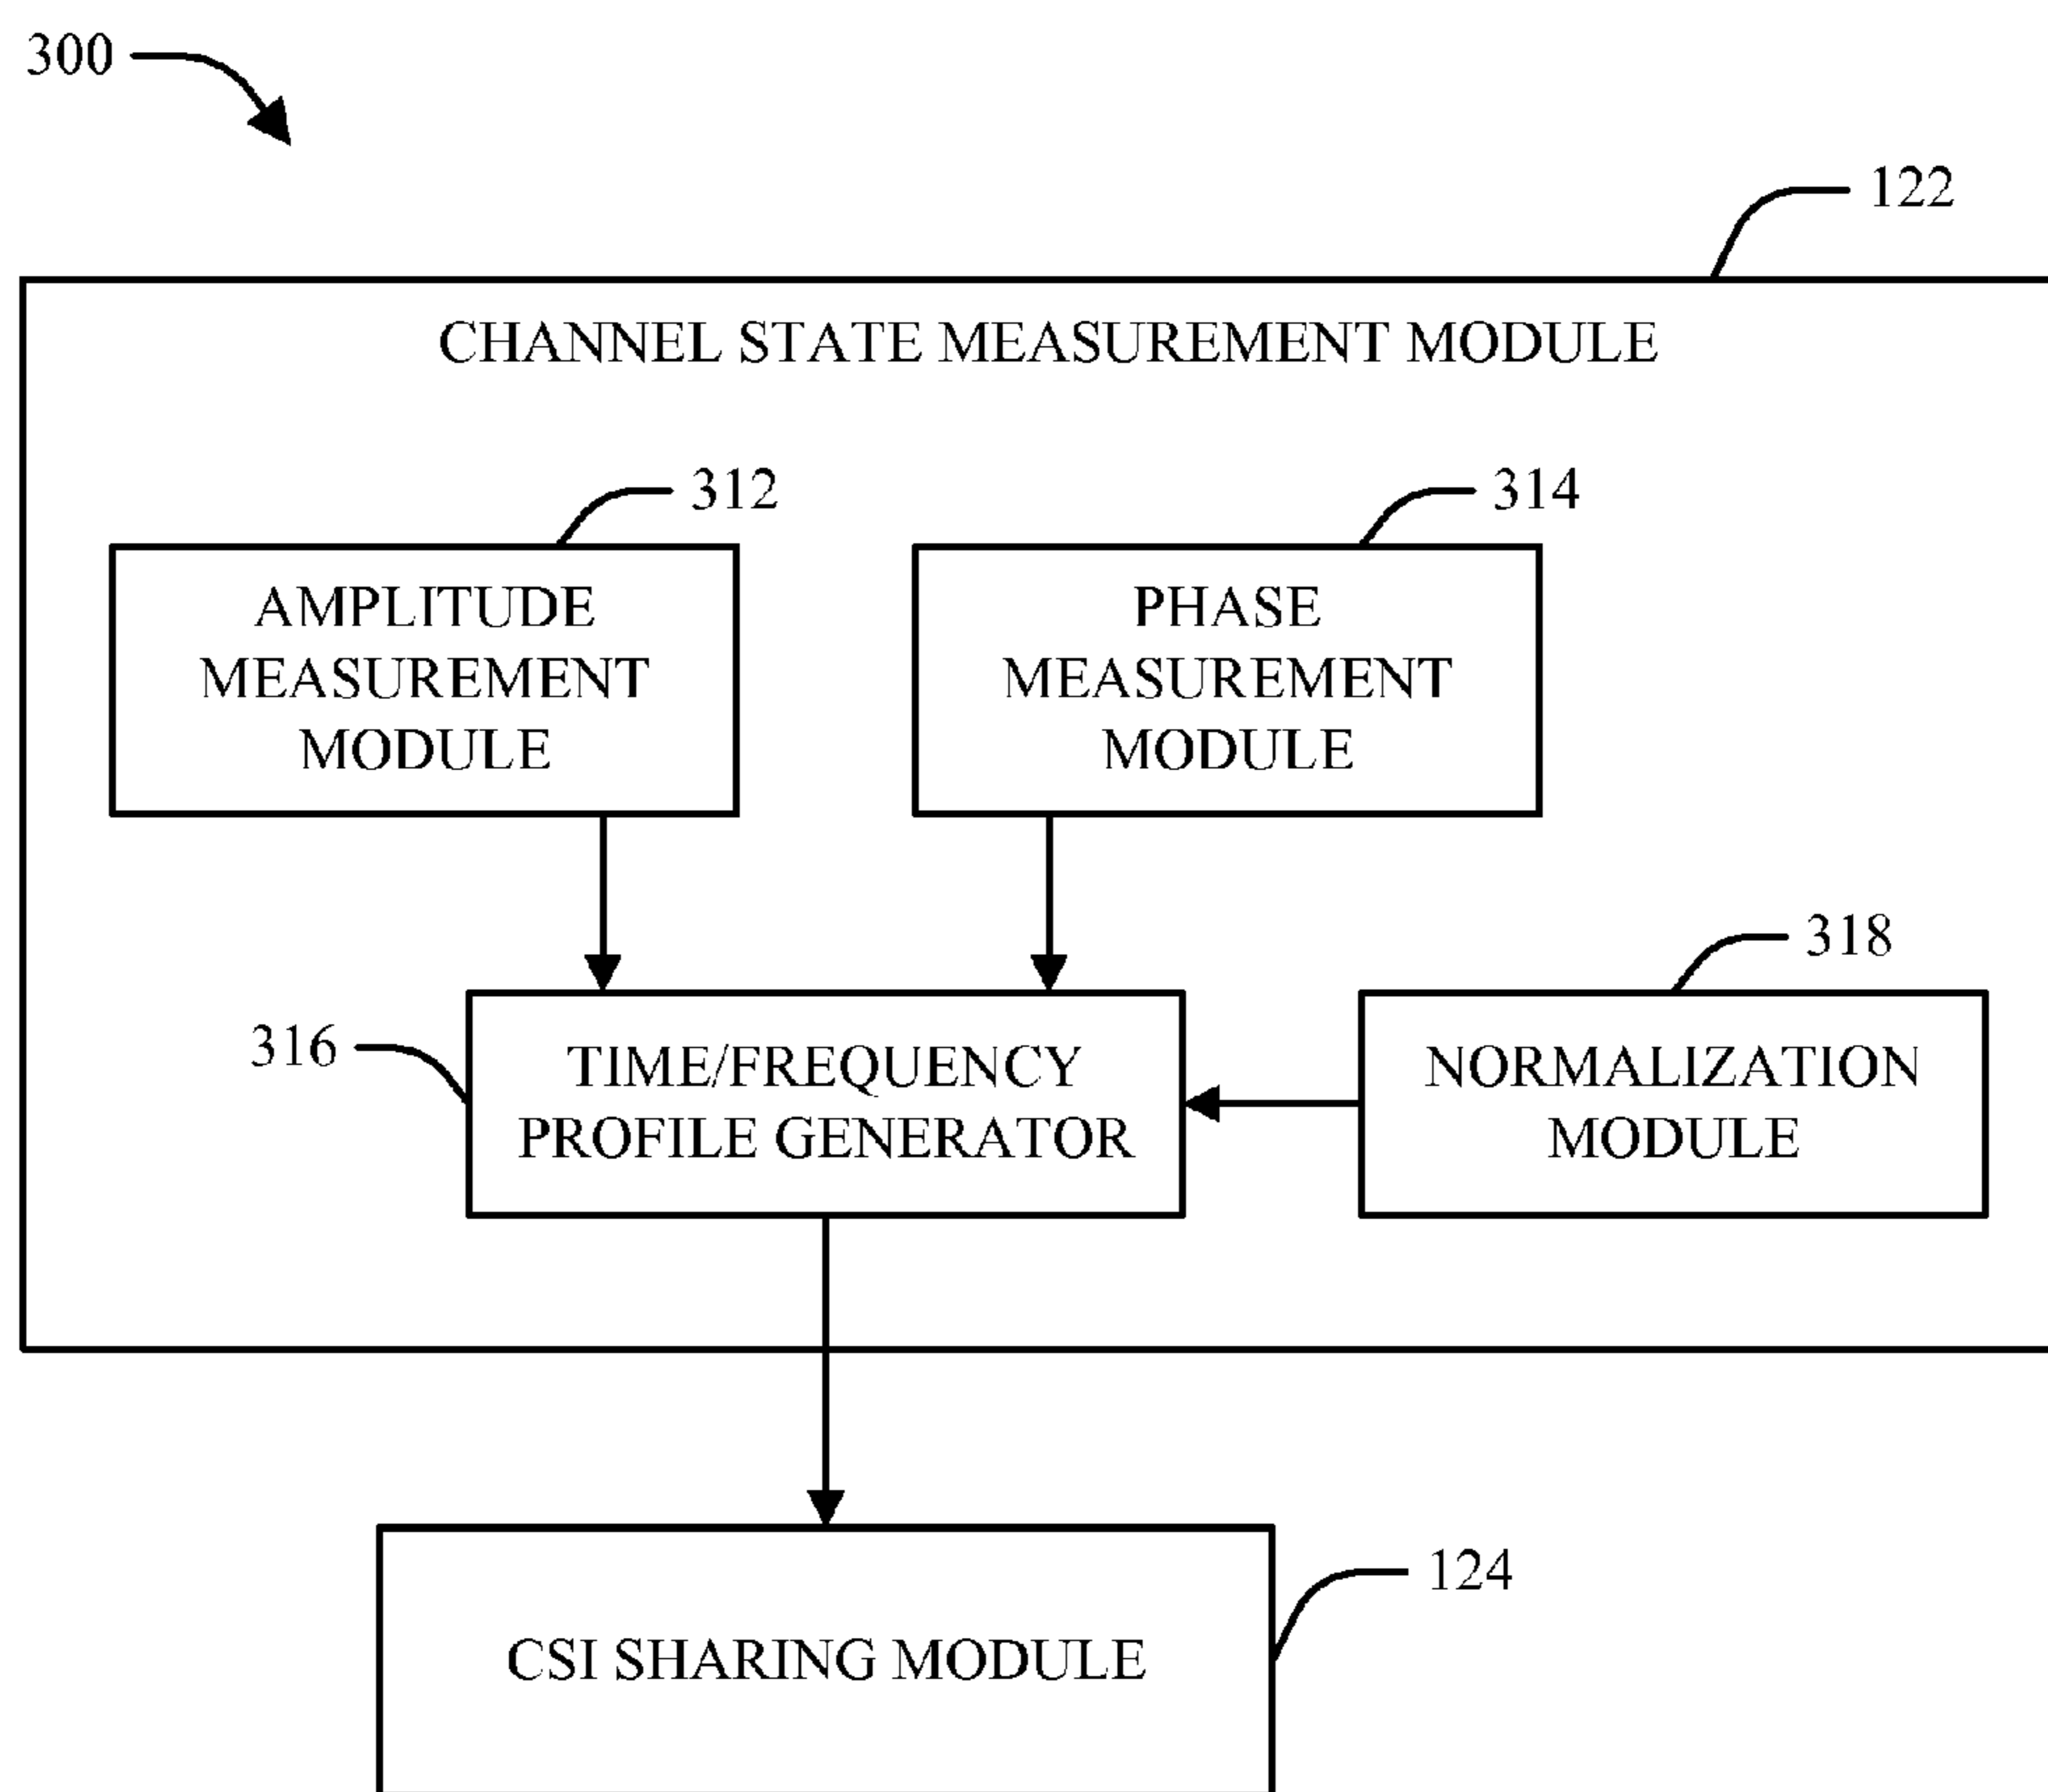 300
122
CHANNEL STATE MEASUREMENT MODULE
312
314
AMPLITUDE
MEASUREMENT
MODULE
PHASE
MEASUREMENT
MODULE
318
316
TIME/FREQUENCY
PROFILE GENERATOR
NORMALIZATION
MODULE
124
CSI SHARING MODULE